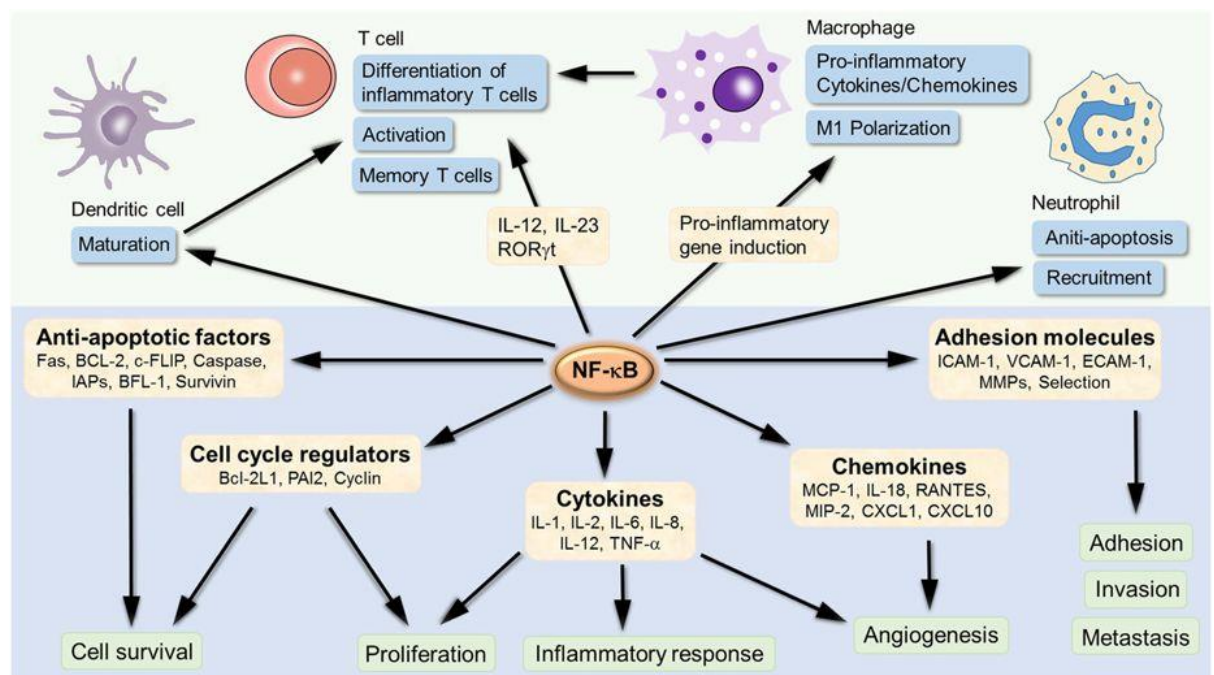 T cell
Differentiation of
inflammatory T cells
Activation
Memory T cells
Macrophage
Pro-inflammatory
Cytokines/Chemokines
M1 Polarization
Dendritic cell
Maturation
IL-12, IL-23
RORγt
Pro-inflammatory
gene induction
Neutrophil
Aniti-apoptosis
Recruitment
Anti-apoptotic factors
Fas, BCL-2, c-FLIP, Caspase,
IAPs, BFL-1, Survivin
NF-κB
Adhesion molecules
ICAM-1, VCAM-1, ECAM-1,
MMPs, Selection
Cell cycle regulators
Bcl-2L1, PAI2, Cyclin
Cytokines
IL-1, IL-2, IL-6, IL-8,
IL-12, TNF-α
Chemokines
MCP-1, IL-18, RANTES,
MIP-2, CXCL1, CXCL10
Adhesion
Invasion
Metastasis
Cell survival
Proliferation
Inflammatory response
Angiogenesis